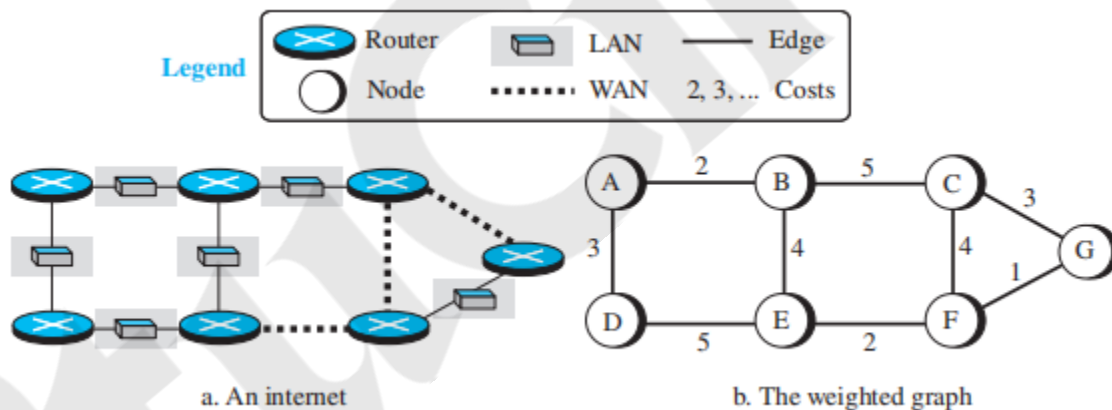 Legend
Router LAN Edge
Node WAN 2, 3, ... Costs
A 2 B 5 C
3
3 4 4 G
1
D 5 E 2 F
a. An internet b. The weighted graph